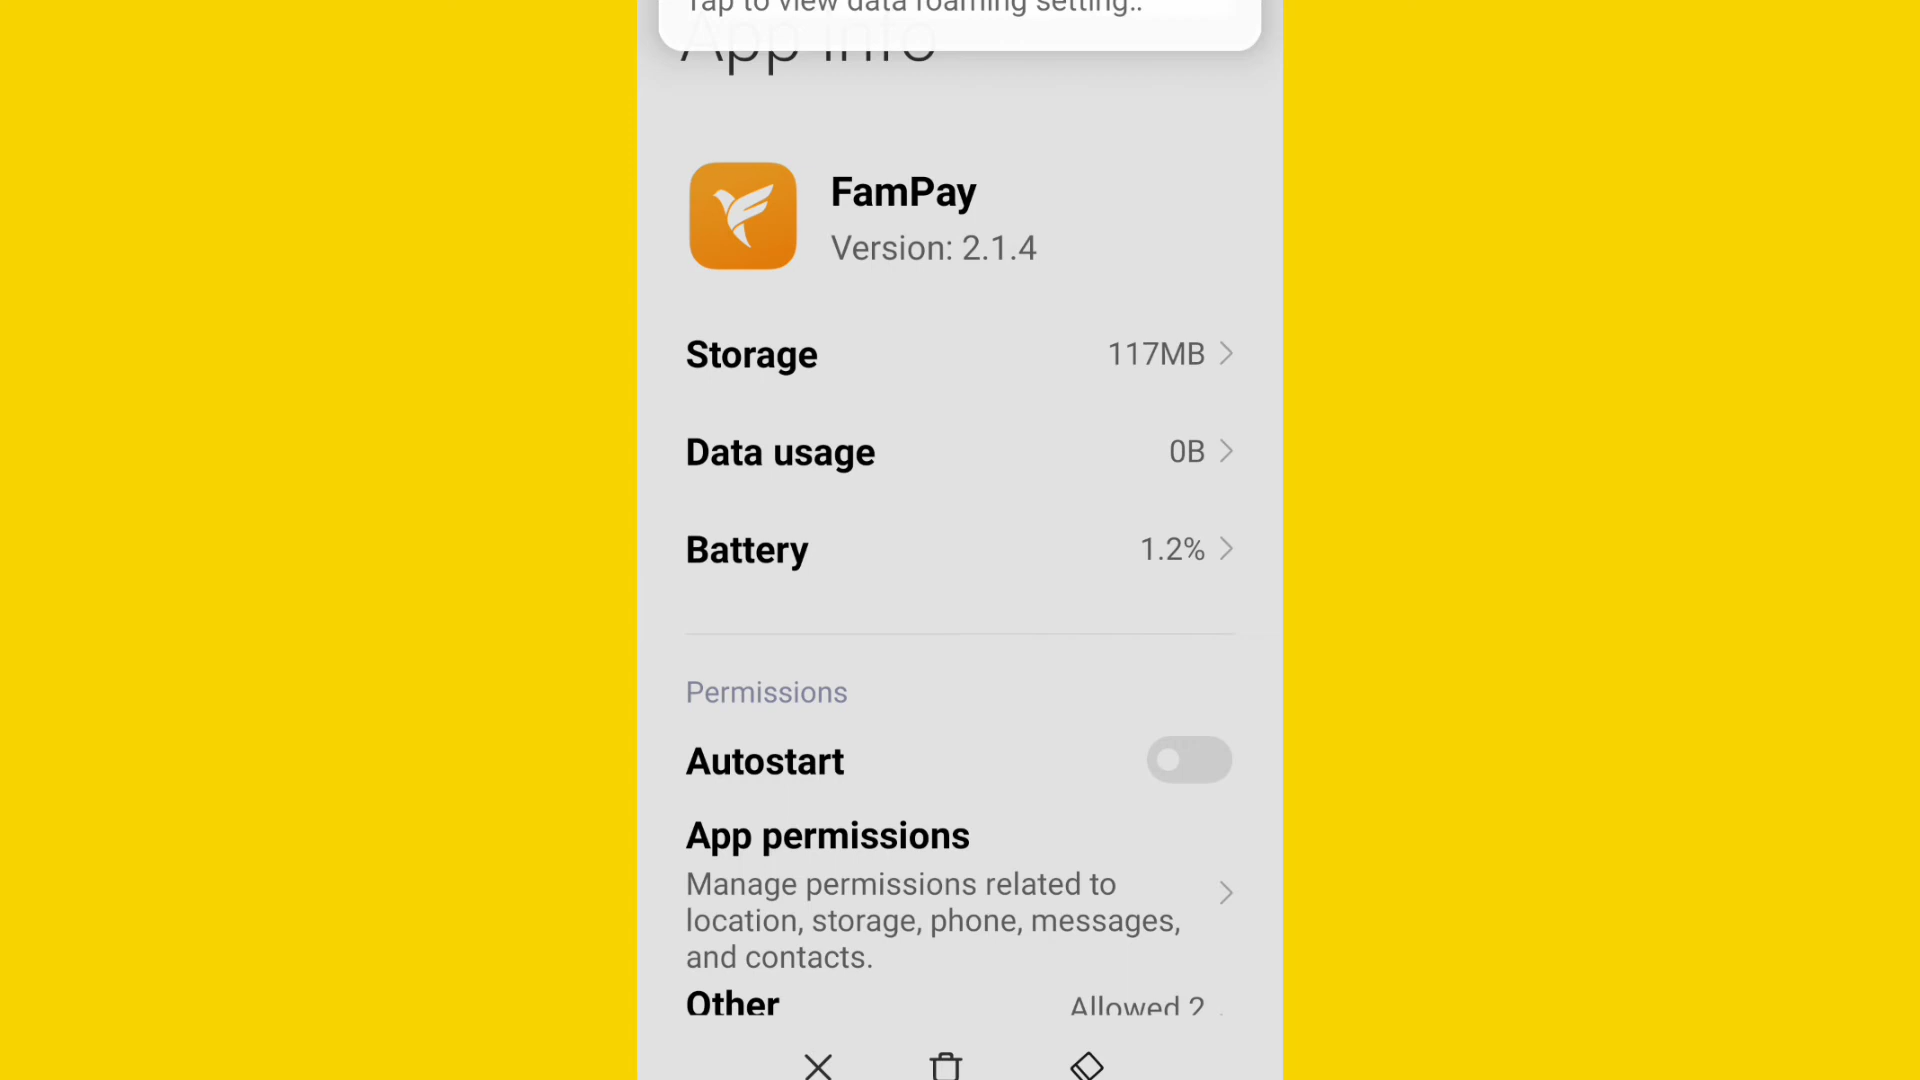 Tap to view data roaming setting..
App info
FamPay
Version: 2.1.4
Storage
117MB
Data usage
0B
Battery
1.2%
Permissions
Autostart
App permissions
Manage permissions related to
location, storage, phone, messages,
and contacts.
Other
Allowed 2